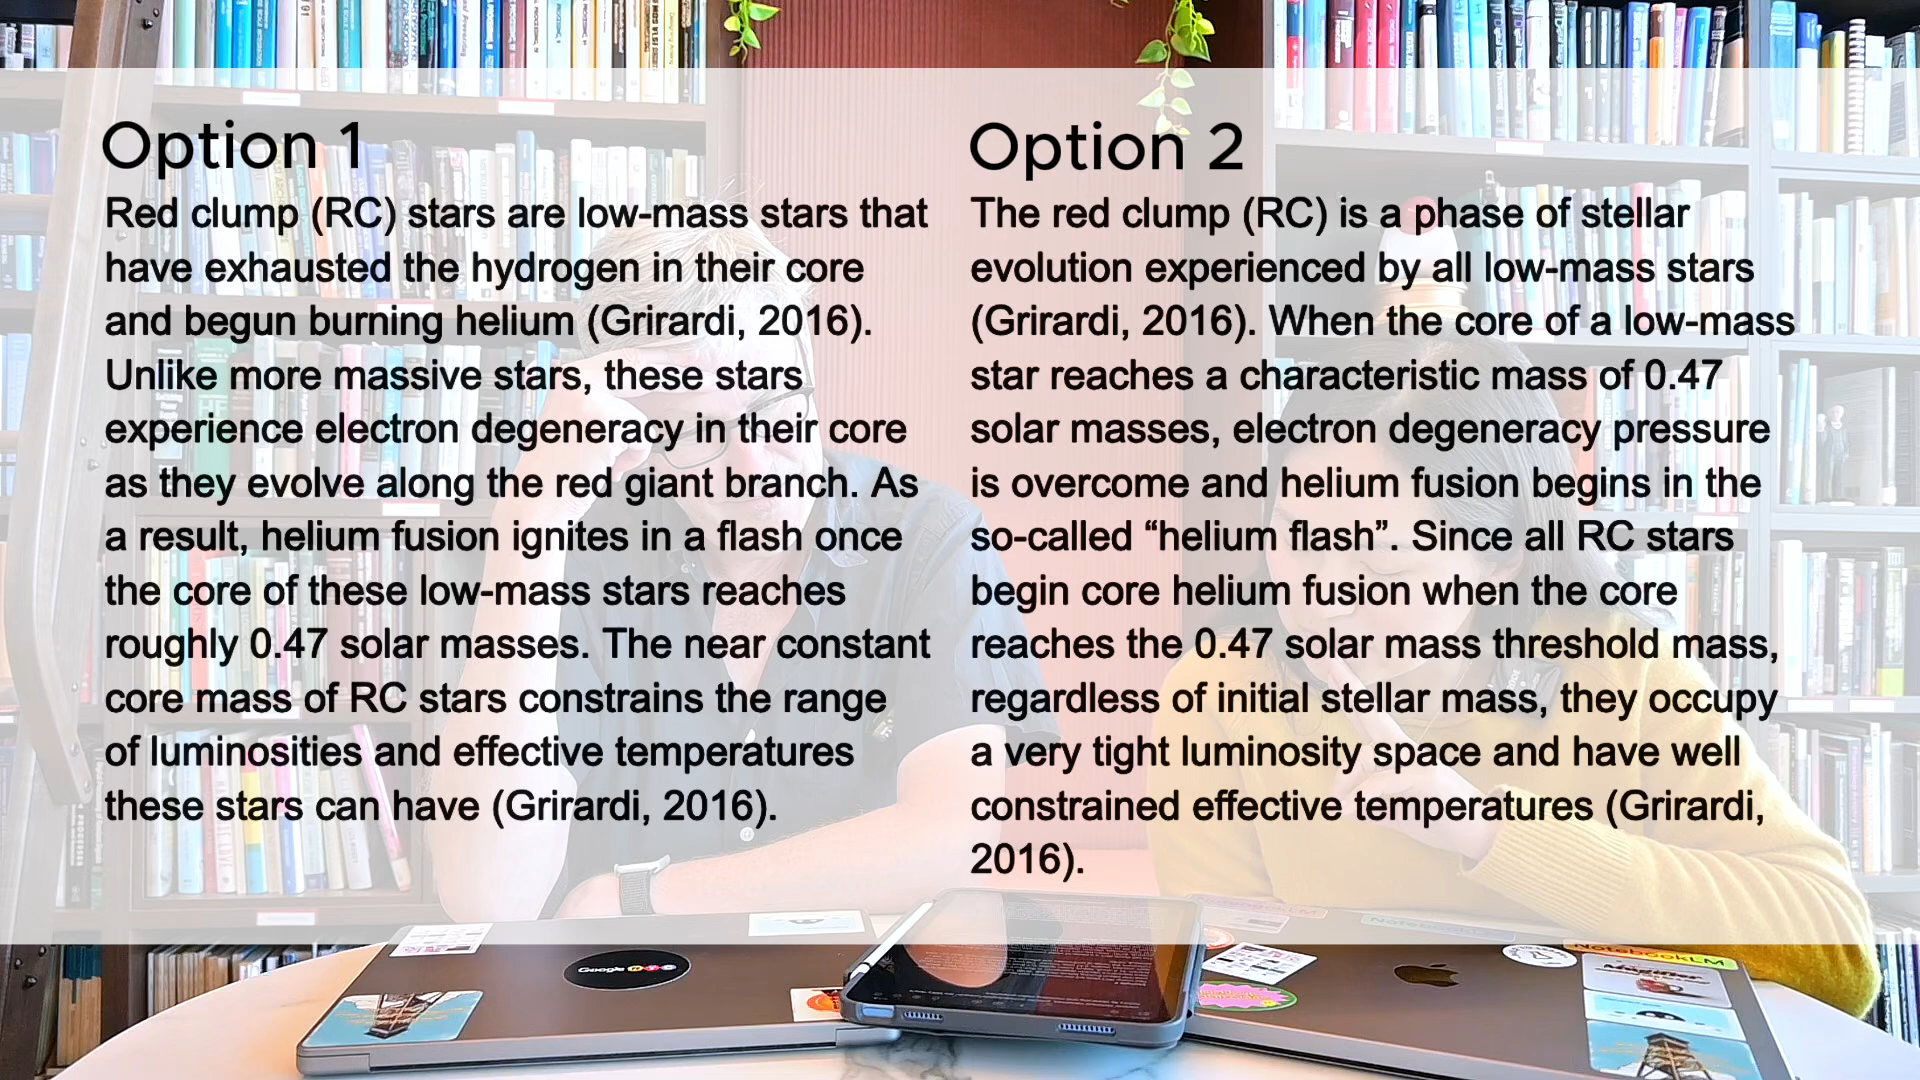 Option 1
Red clump (RC) stars are low-mass stars that
have exhausted the hydrogen in their core
and begun burning helium (Grirardi, 2016).
Unlike more massive stars, these stars
experience electron degeneracy in their core
as they evolve along the red giant branch. As
a result, helium fusion ignites in a flash once
the core of these low-mass stars reaches
roughly 0.47 solar masses. The near constant
core mass of RC stars constrains the range
of luminosities and effective temperatures
these stars can have (Grirardi, 2016).
Option 2
The red clump (RC) is a phase of stellar
evolution experienced by all low-mass stars
(Grirardi, 2016). When the core of a low-mass
star reaches a characteristic mass of 0.47
solar masses, electron degeneracy pressure
is overcome and helium fusion begins in the
so-called “helium flash”. Since all RC stars
begin core helium fusion when the core
reaches the 0.47 solar mass threshold mass,
regardless of initial stellar mass, they occupy
a very tight luminosity space and have well
constrained effective temperatures (Grirardi,
2016).
Google NYC
NotebookLM